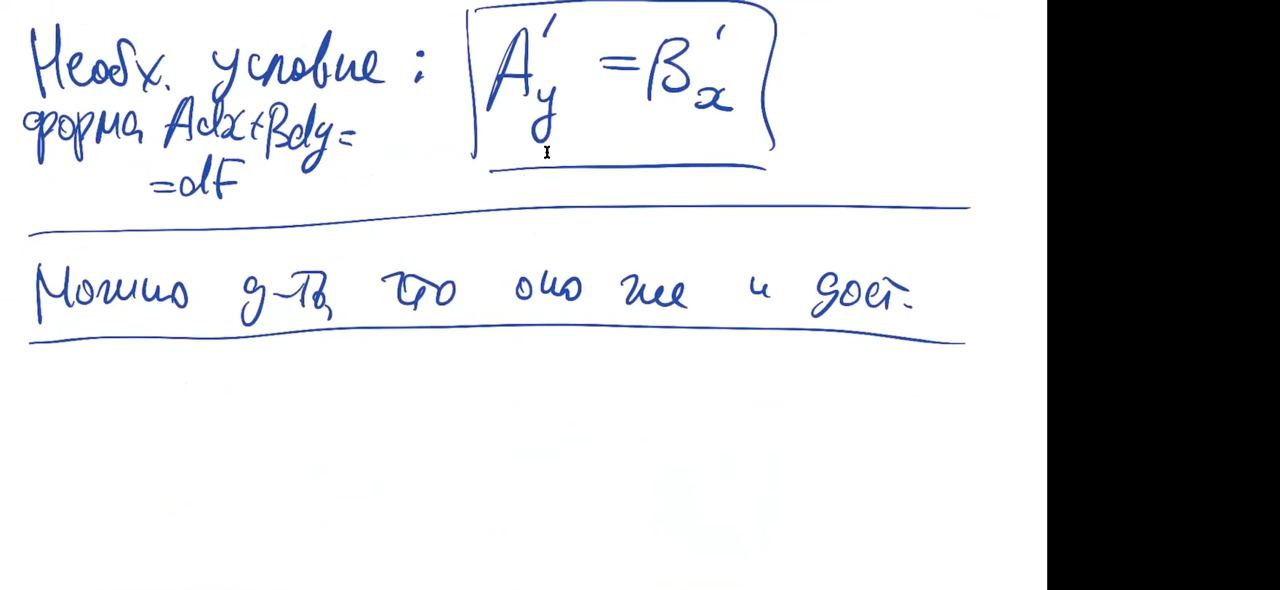 Необх. условие : A'y = B'x
форма Adx+Bdy=
=dF
Можно д-ть, что оно же и дост.